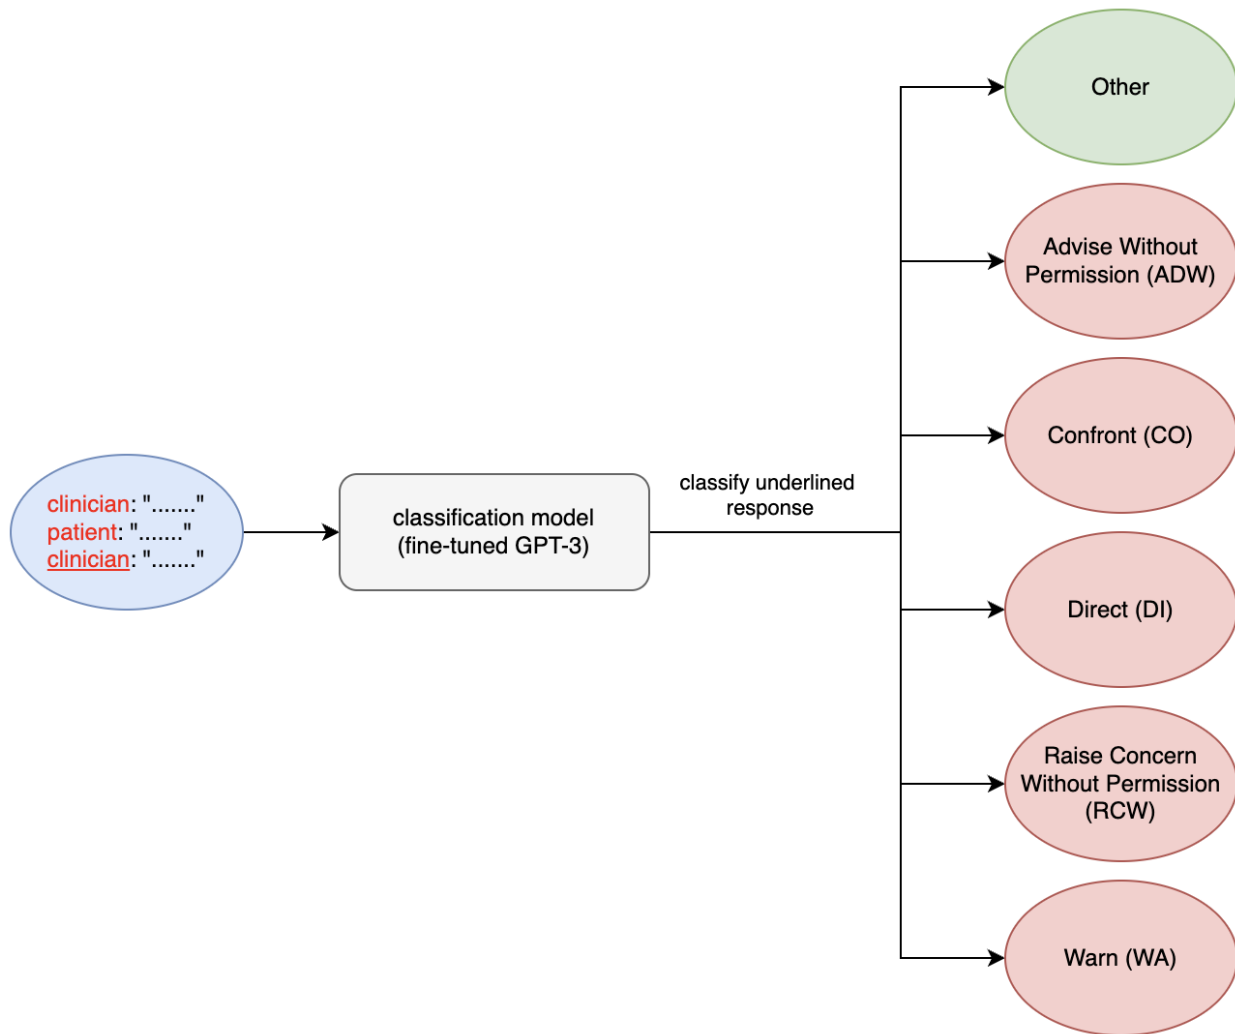 clinician: "......."
patient: "......."
clinician: "......."
classification model
(fine-tuned GPT-3)
classify underlined
response
Other
Advise Without
Permission (ADW)
Confront (CO)
Direct (DI)
Raise Concern
Without Permission
(RCW)
Warn (WA)